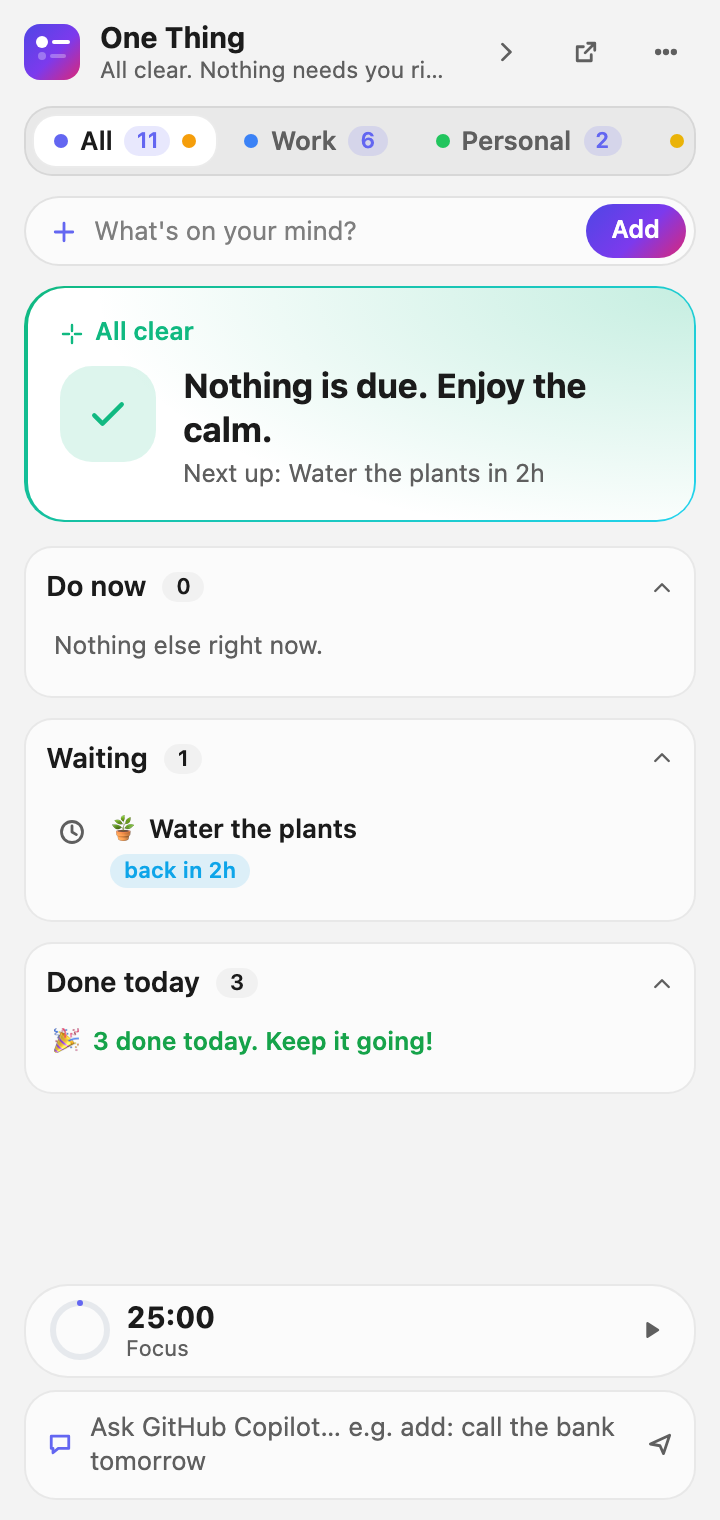 One Thing
All clear. Nothing needs you ri...
All 11
Work 6
Personal 2
What's on your mind?
Add
All clear
Nothing is due. Enjoy the
calm.
Next up: Water the plants in 2h
Do now 0
Nothing else right now.
Waiting 1
Water the plants
back in 2h
Done today 3
3 done today. Keep it going!
25:00
Focus
Ask GitHub Copilot... e.g. add: call the bank
tomorrow